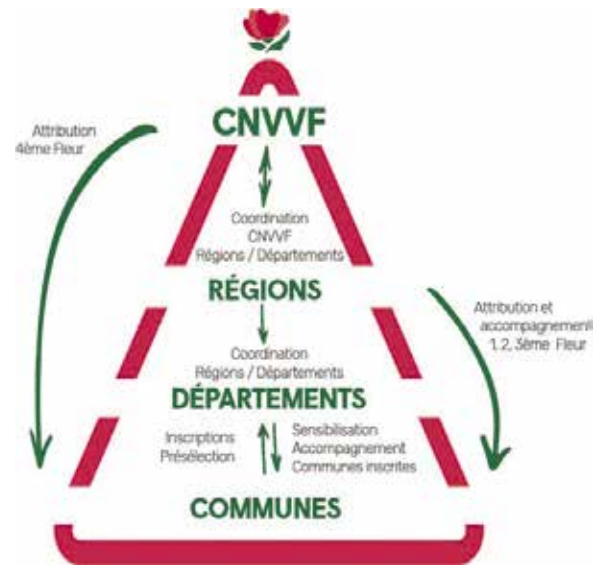 CNVVF
Attribution
4ème Fleur
Coordination
CNVVF
Régions / Départements
RÉGIONS
Attribution et
accompagnement
1.2, 3ème Fleur
Coordination
Régions / Départements
DÉPARTEMENTS
Inscriptions
Présélection
Sensibilisation
Accompagnement
Communes inscrites
COMMUNES